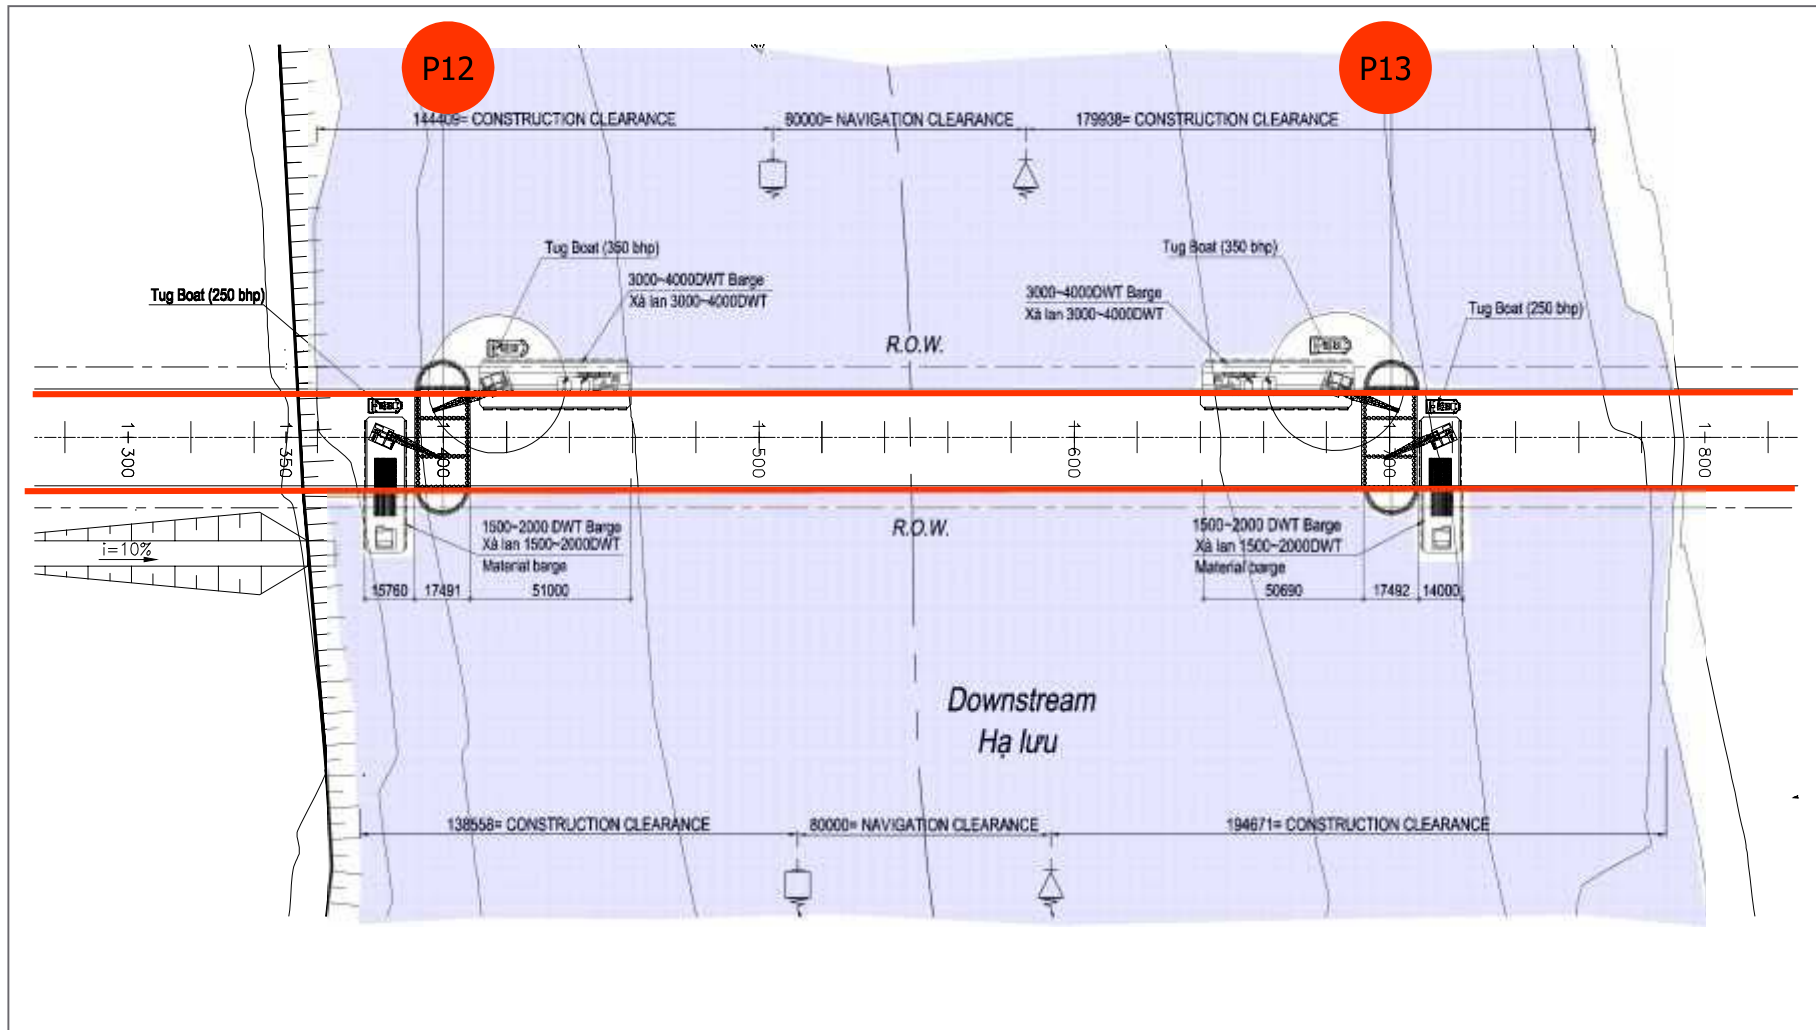 P12
P13
144409= CONSTRUCTION CLEARANCE
80000= NAVIGATION CLEARANCE
179938= CONSTRUCTION CLEARANCE
Tug Boat (350 bhp)
Tug Boat (350 bhp)
3000~4000DWT Barge
Xà lan 3000~4000DWT
3000~4000DWT Barge
Xà lan 3000~4000DWT
Tug Boat (250 bhp)
Tug Boat (250 bhp)
R.O.W.
1+300
1+350
1+500
1+600
1+800
R.O.W.
1500~2000 DWT Barge
Xà lan 1500~2000DWT
Material barge
1500~2000 DWT Barge
Xà lan 1500~2000DWT
Material barge
i=10%
15760
17491
51000
50690
17492
14000
Downstream
Hạ lưu
138558= CONSTRUCTION CLEARANCE
80000= NAVIGATION CLEARANCE
194671= CONSTRUCTION CLEARANCE